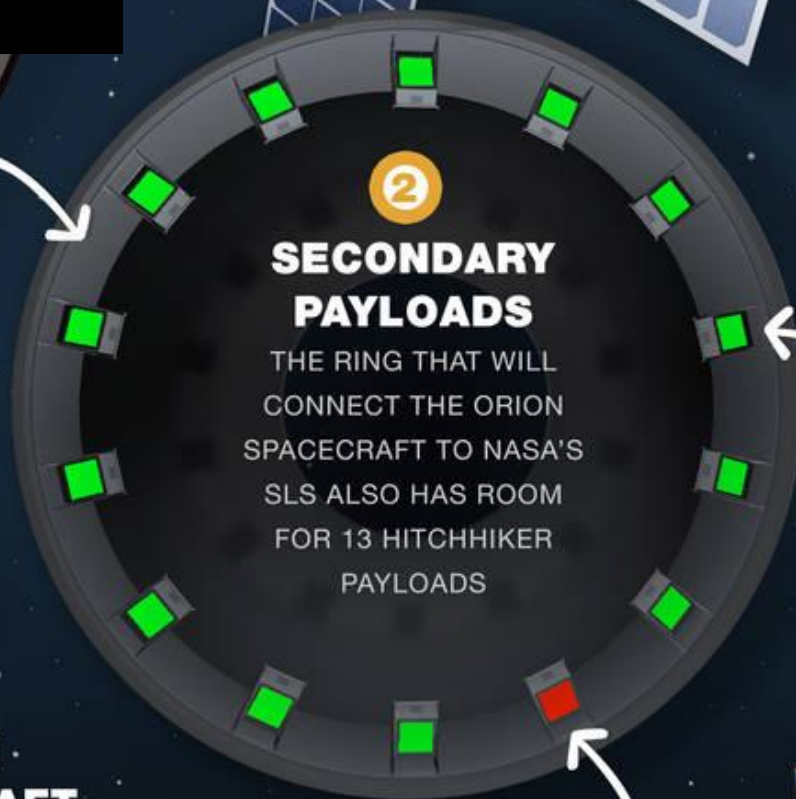 2
SECONDARY
PAYLOADS
THE RING THAT WILL
CONNECT THE ORION
SPACECRAFT TO NASA'S
SLS ALSO HAS ROOM
FOR 13 HITCHHIKER
PAYLOADS